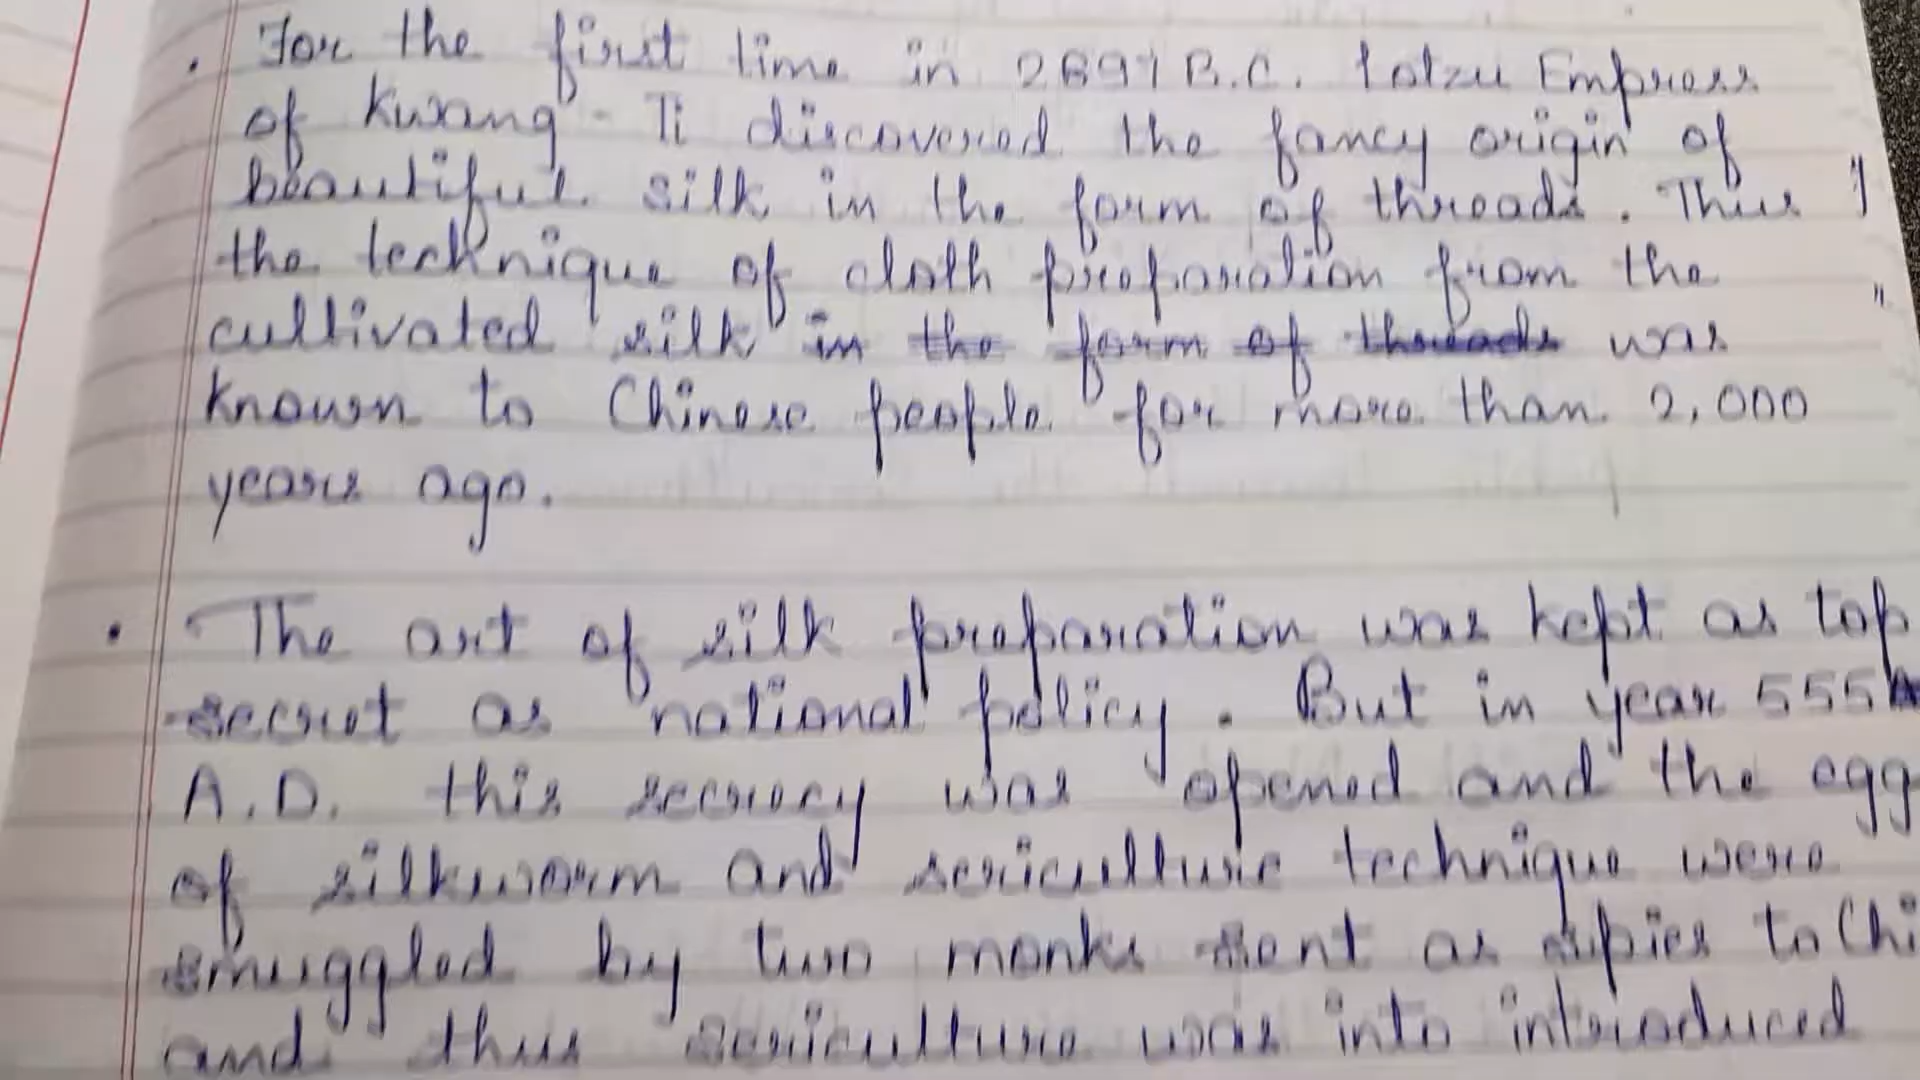 . For the first time in 2697 B.C. Lotzu Empress
of Kwang-Ti discovered the fancy origin of
beautiful silk in the form of threads. Thus
the technique of cloth preparation from the
cultivated silk in the form of threads was
known to Chinese people for more than 2,000
years ago.
. The art of silk preparation was kept as top
secret as national policy. But in year 555
A.D. this secrecy was opened and the egg
of silkworm and sericulture technique were
smuggled by two monks sent as spies to Chi
and thus sericulture was into introduced